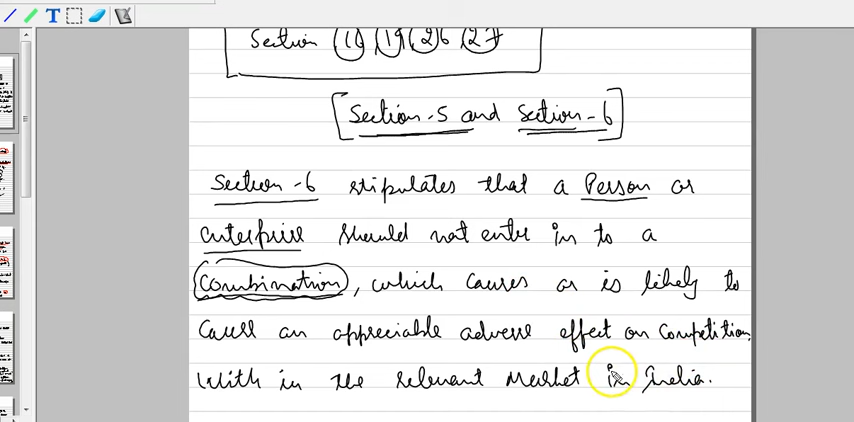 Section 19 19 26 27
[Section-5 and Section-6]
Section-6 stipulates that a Person or
enterprise should not enter in to a
Combination, which causes or is likely to
cause an appreciable adverse effect on Competition
with in the relevant Market in India.